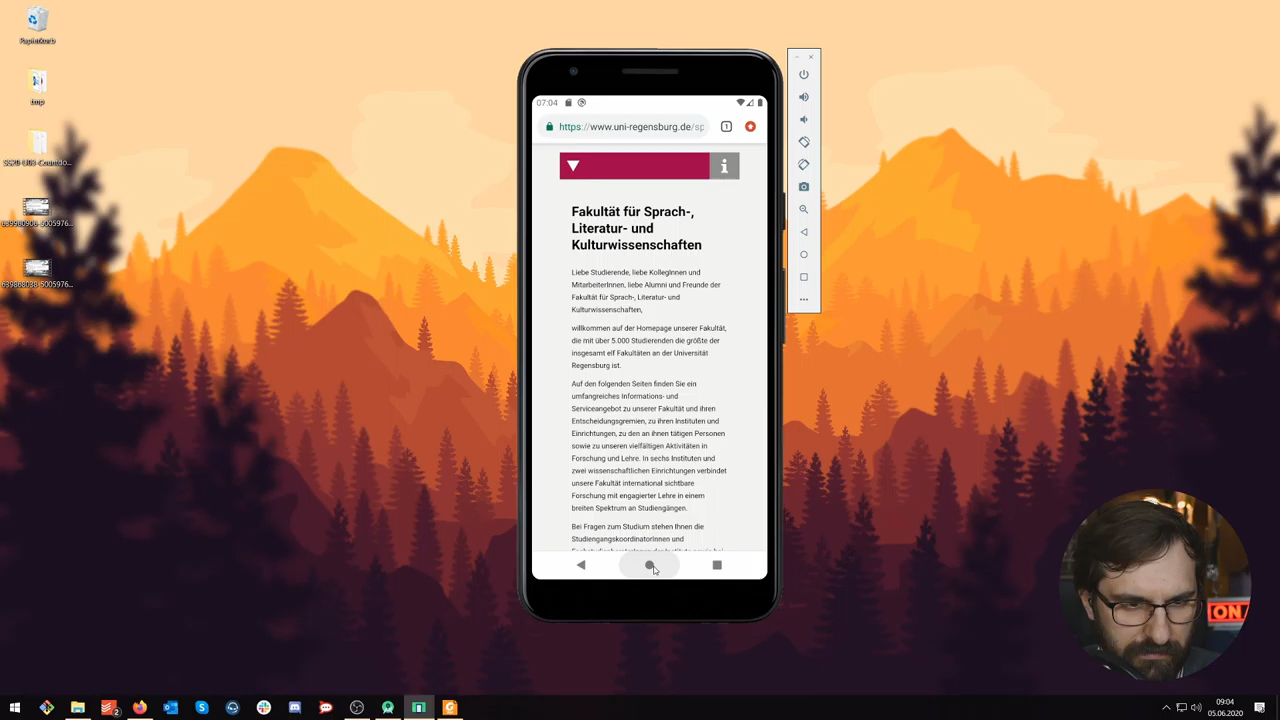 Papierkorb
tmp
07:04
https://www.uni-regensburg.de/sp
1
i
Fakultät für Sprach-,
Literatur- und
Kulturwissenschaften
Liebe Studierende, liebe KollegInnen und
MitarbeiterInnen, liebe Alumni und Freunde der
Fakultät für Sprach-, Literatur- und
Kulturwissenschaften,
willkommen auf der Homepage unserer Fakultät,
die mit über 5.000 Studierenden die größte der
insgesamt elf Fakultäten an der Universität
Regensburg ist.
Auf den folgenden Seiten finden Sie ein
umfangreiches Informations- und
Serviceangebot zu unserer Fakultät und ihren
Entscheidungsgremien, zu ihren Instituten und
Einrichtungen, zu den an ihnen tätigen Personen
sowie zu unseren vielfältigen Aktivitäten in
Forschung und Lehre. In sechs Instituten und
zwei wissenschaftlichen Einrichtungen verbindet
unsere Fakultät international sichtbare
Forschung mit engagierter Lehre in einem
breiten Spektrum an Studiengängen.
Bei Fragen zum Studium stehen Ihnen die
StudiengangskoordinatorInnen und
ON
2
09:04
05.06.2020